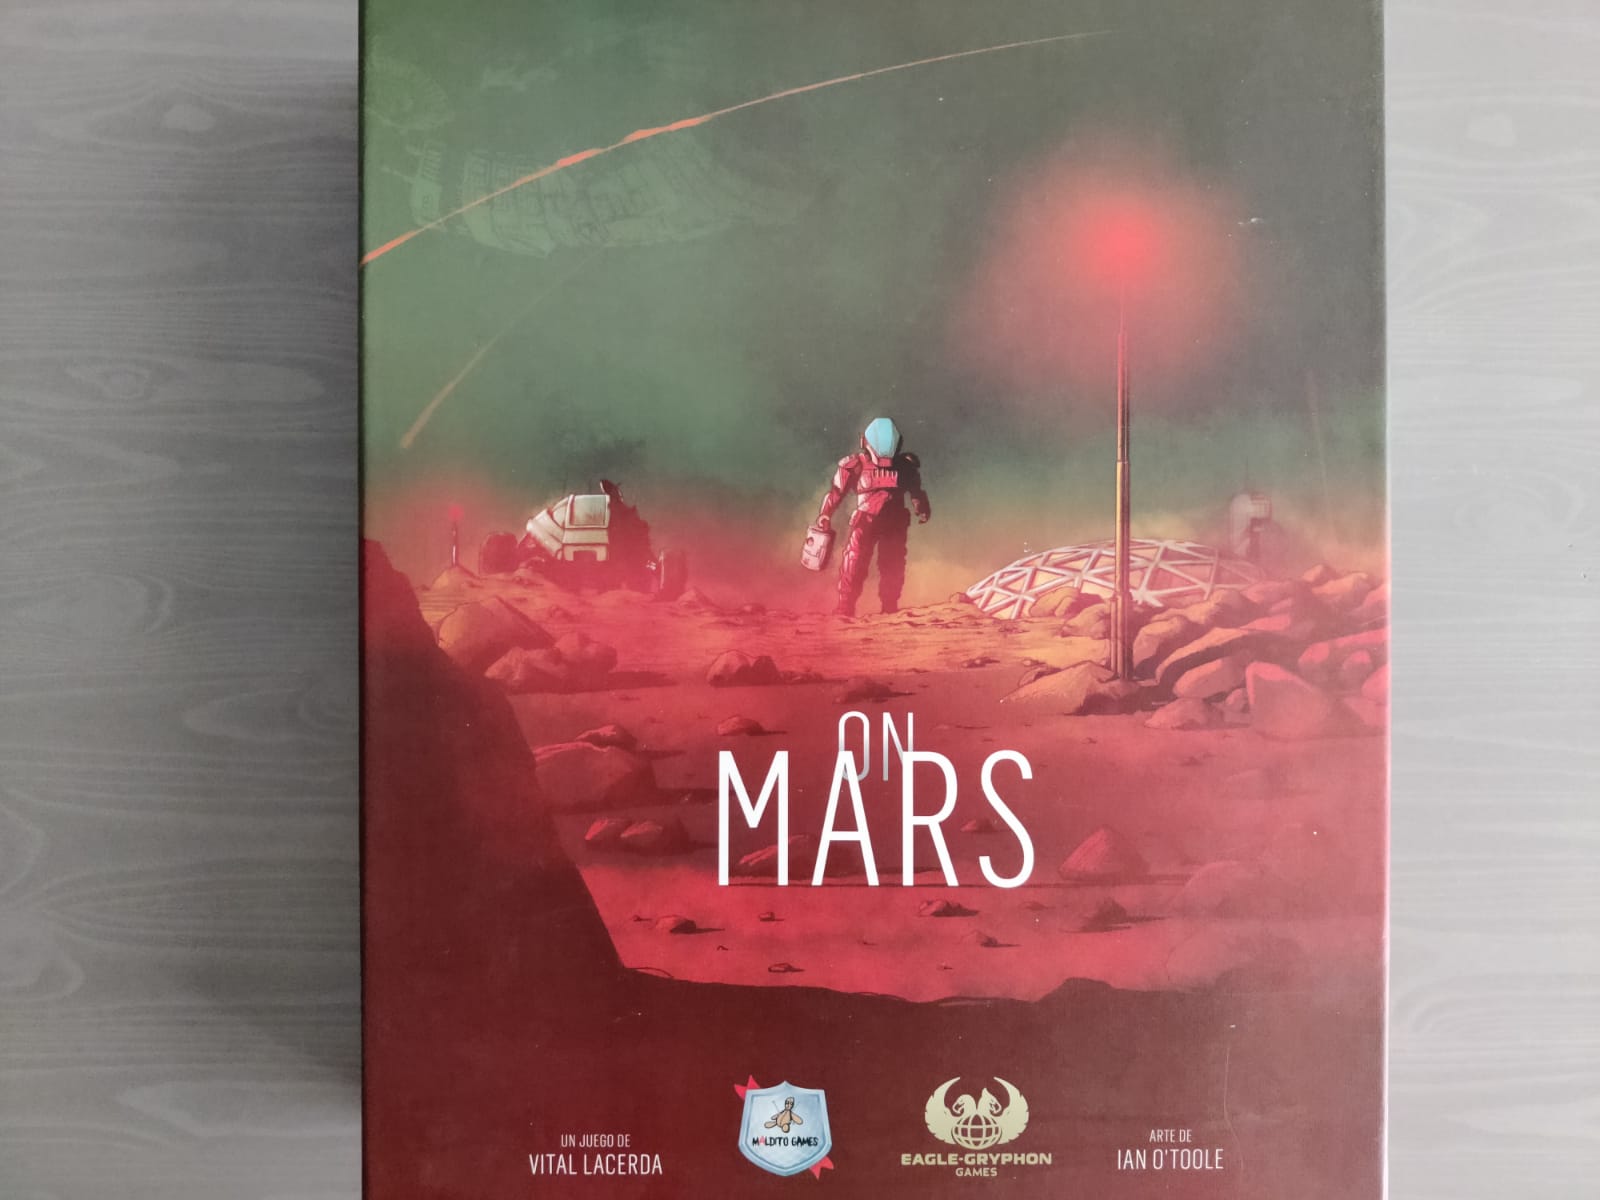 ON
MARS
UN JUEGO DE
VITAL LACERDA
MALDITO GAMES
EAGLE-GRYPHON
GAMES
ARTE DE
IAN O'TOOLE